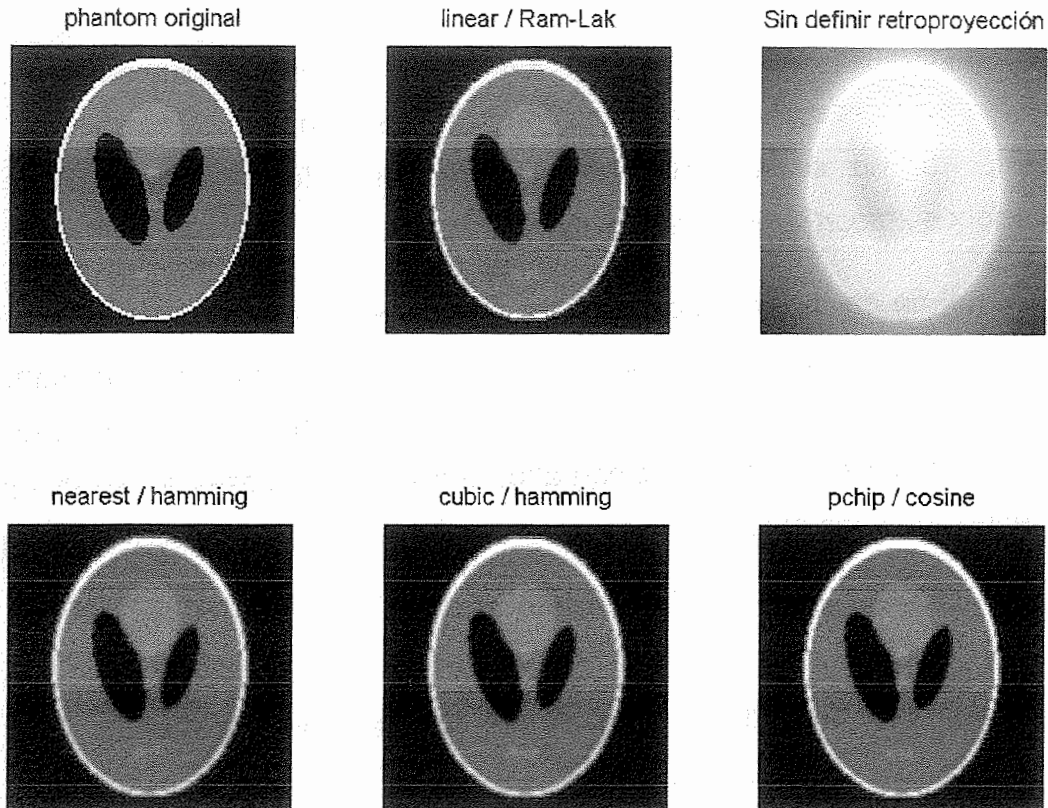 phantom original
linear / Ram-Lak
Sin definir retroproyección
nearest / hamming
cubic / hamming
pchip / cosine